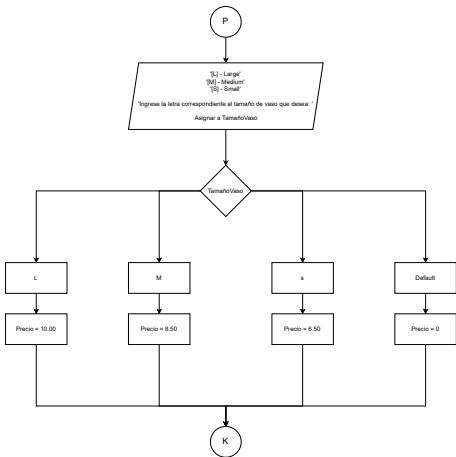 P
'[L] - Large'
'[M] - Medium'
'[S] - Small'
'Ingrese la letra correspondiente al tamaño de vaso que desea: '
Asignar a TamañoVaso
TamañoVaso
L
M
s
Default
Precio = 10.00
Precio = 8.50
Precio = 6.50
Precio = 0
K